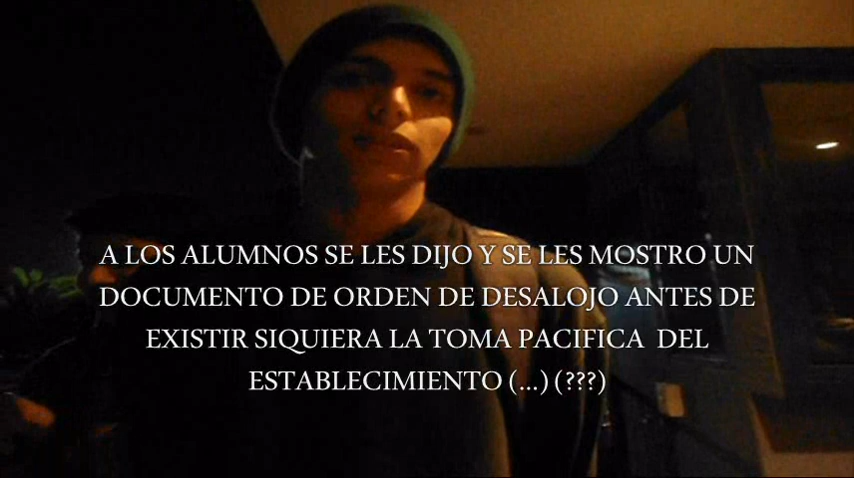 A LOS ALUMNOS SE LES DIJO Y SE LES MOSTRO UN
DOCUMENTO DE ORDEN DE DESALOJO ANTES DE
EXISTIR SIQUIERA LA TOMA PACIFICA  DEL
ESTABLECIMIENTO (...) (???)